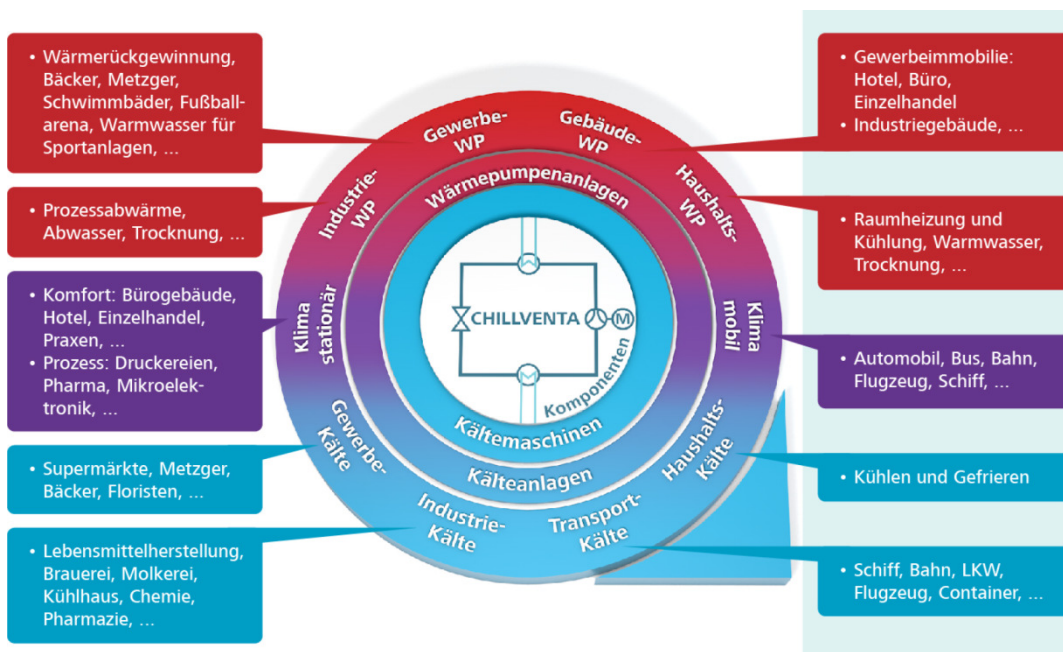 • Wärmerückgewinnung,
Bäcker, Metzger,
Schwimmbäder, Fußball-
arena, Warmwasser für
Sportanlagen, ...
• Prozessabwärme,
Abwasser, Trocknung, ...
• Komfort: Bürogebäude,
Hotel, Einzelhandel,
Praxen, ...
• Prozess: Druckereien,
Pharma, Mikroelek-
tronik, ...
• Supermärkte, Metzger,
Bäcker, Floristen, ...
• Lebensmittelherstellung,
Brauerei, Molkerei,
Kühlhaus, Chemie,
Pharmazie, ...
Gewerbe-
WP
Gebäude-
WP
Industrie-
WP
Haushalts-
WP
Wärmepumpenanlagen
Klima
stationär
Klima
mobil
CHILLVENTA
M
Komponenten
Kältemaschinen
Kälteanlagen
Gewerbe-
Kälte
Industrie-
Kälte
Transport-
Kälte
Haushalts-
Kälte
• Gewerbeimmobilie:
Hotel, Büro,
Einzelhandel
• Industriegebäude, ...
• Raumheizung und
Kühlung, Warmwasser,
Trocknung, ...
• Automobil, Bus, Bahn,
Flugzeug, Schiff, ...
• Kühlen und Gefrieren
• Schiff, Bahn, LKW,
Flugzeug, Container, ...